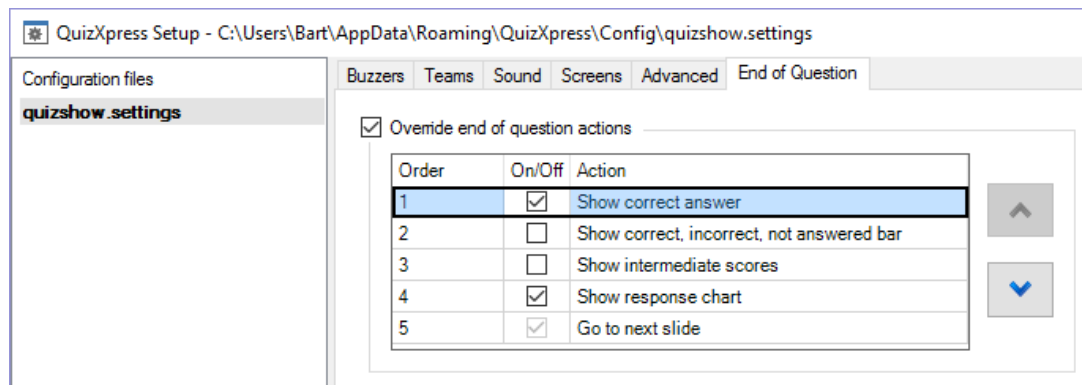 QuizXpress Setup - C:\Users\Bart\AppData\Roaming\QuizXpress\Config\quizshow.settings
Configuration files
quizshow.settings
Buzzers Teams Sound Screens Advanced End of Question
Override end of question actions
Order On/Off Action
1 Show correct answer
2 Show correct, incorrect, not answered bar
3 Show intermediate scores
4 Show response chart
5 Go to next slide